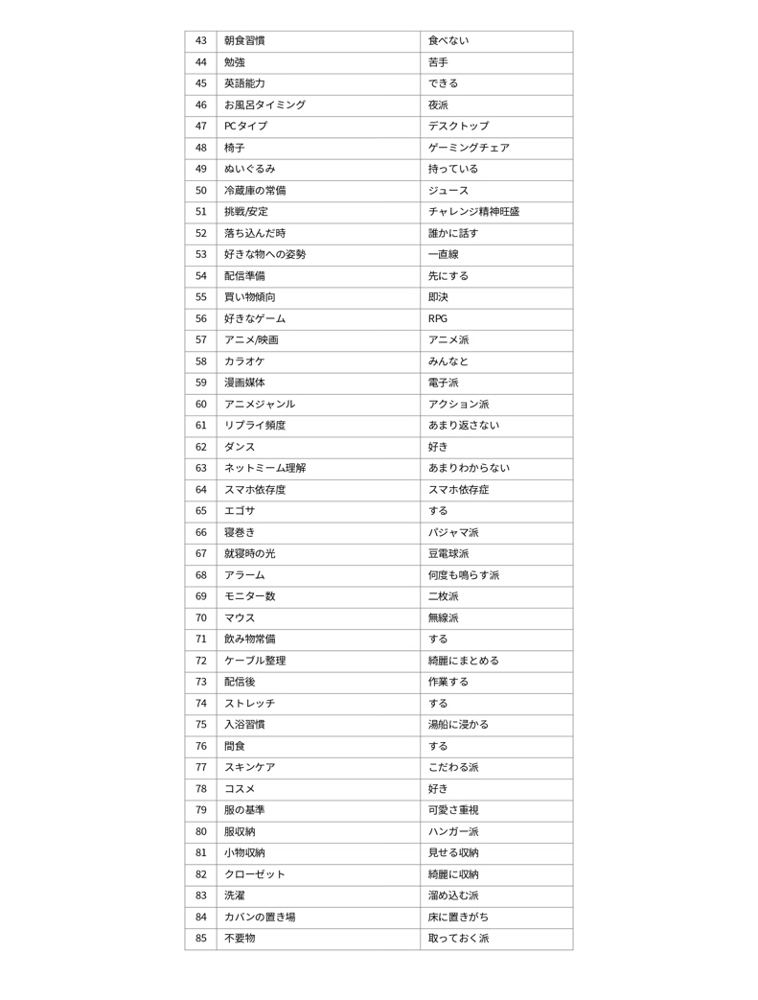 43 朝食習慣 食べない
44 勉強 苦手
45 英語能力 できる
46 お風呂タイミング 夜派
47 PCタイプ デスクトップ
48 椅子 ゲーミングチェア
49 ぬいぐるみ 持っている
50 冷蔵庫の常備 ジュース
51 挑戦/安定 チャレンジ精神旺盛
52 落ち込んだ時 誰かに話す
53 好きな物への姿勢 一直線
54 配信準備 先にする
55 買い物傾向 即決
56 好きなゲーム RPG
57 アニメ/映画 アニメ派
58 カラオケ みんなと
59 漫画媒体 電子派
60 アニメジャンル アクション派
61 リプライ頻度 あまり返さない
62 ダンス 好き
63 ネットミーム理解 あまりわからない
64 スマホ依存度 スマホ依存症
65 エゴサ する
66 寝巻き パジャマ派
67 就寝時の光 豆電球派
68 アラーム 何度も鳴らす派
69 モニター数 二枚派
70 マウス 無線派
71 飲み物常備 する
72 ケーブル整理 綺麗にまとめる
73 配信後 作業する
74 ストレッチ する
75 入浴習慣 湯船に浸かる
76 間食 する
77 スキンケア こだわる派
78 コスメ 好き
79 服の基準 可愛さ重視
80 服収納 ハンガー派
81 小物収納 見せる収納
82 クローゼット 綺麗に収納
83 洗濯 溜め込む派
84 カバンの置き場 床に置きがち
85 不要物 取っておく派